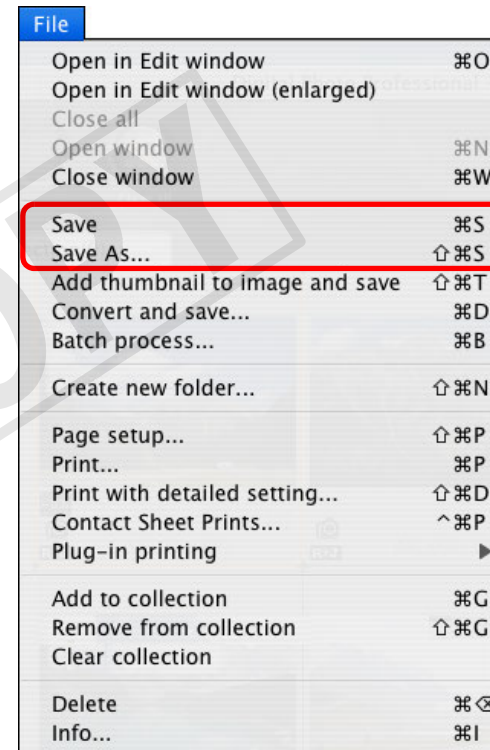 File
Open in Edit window ⌘O
Open in Edit window (enlarged)
Close all
Open window ⌘N
Close window ⌘W
Save ⌘S
Save As... ⇧⌘S
Add thumbnail to image and save ⇧⌘T
Convert and save... ⌘D
Batch process... ⌘B
Create new folder... ⇧⌘N
Page setup... ⇧⌘P
Print... ⌘P
Print with detailed setting... ⇧⌘D
Contact Sheet Prints... ^⌘P
Plug-in printing ▶
Add to collection ⌘G
Remove from collection ⇧⌘G
Clear collection
Delete ⌘⌫
Info... ⌘I